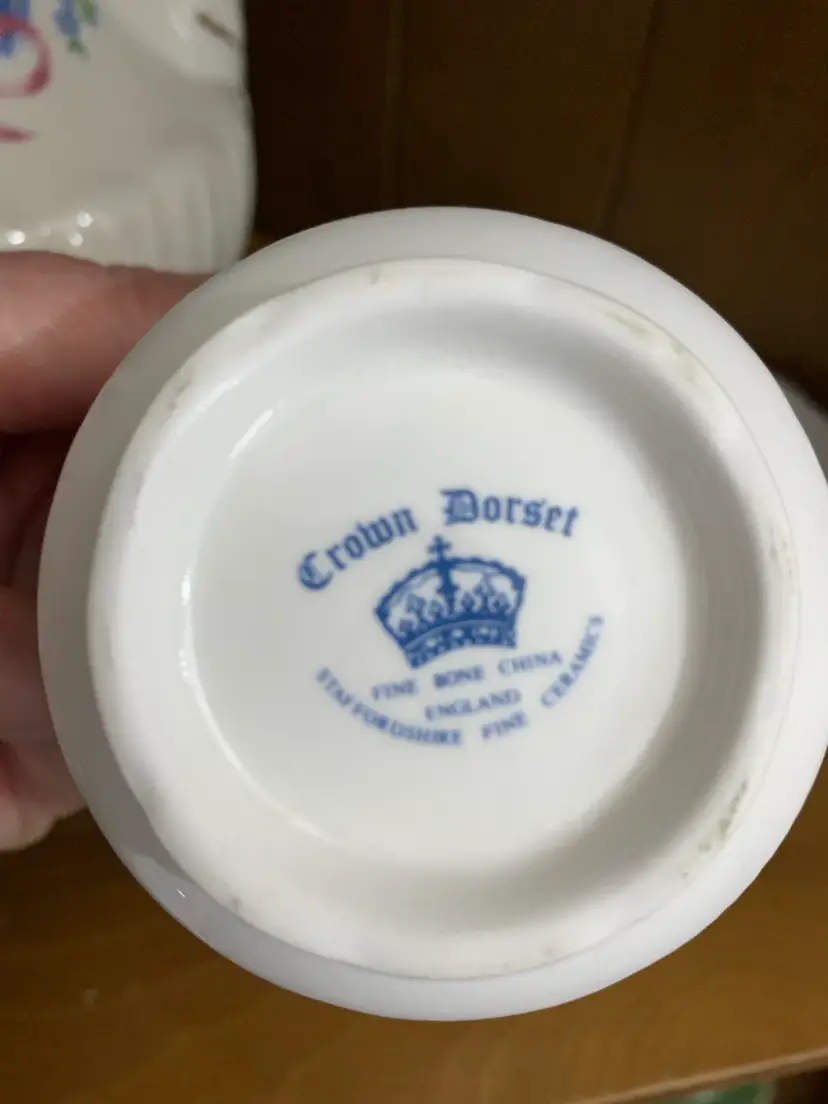 Crown Dorset
FINE BONE CHINA
ENGLAND
STAFFORDSHIRE FINE CERAMICS